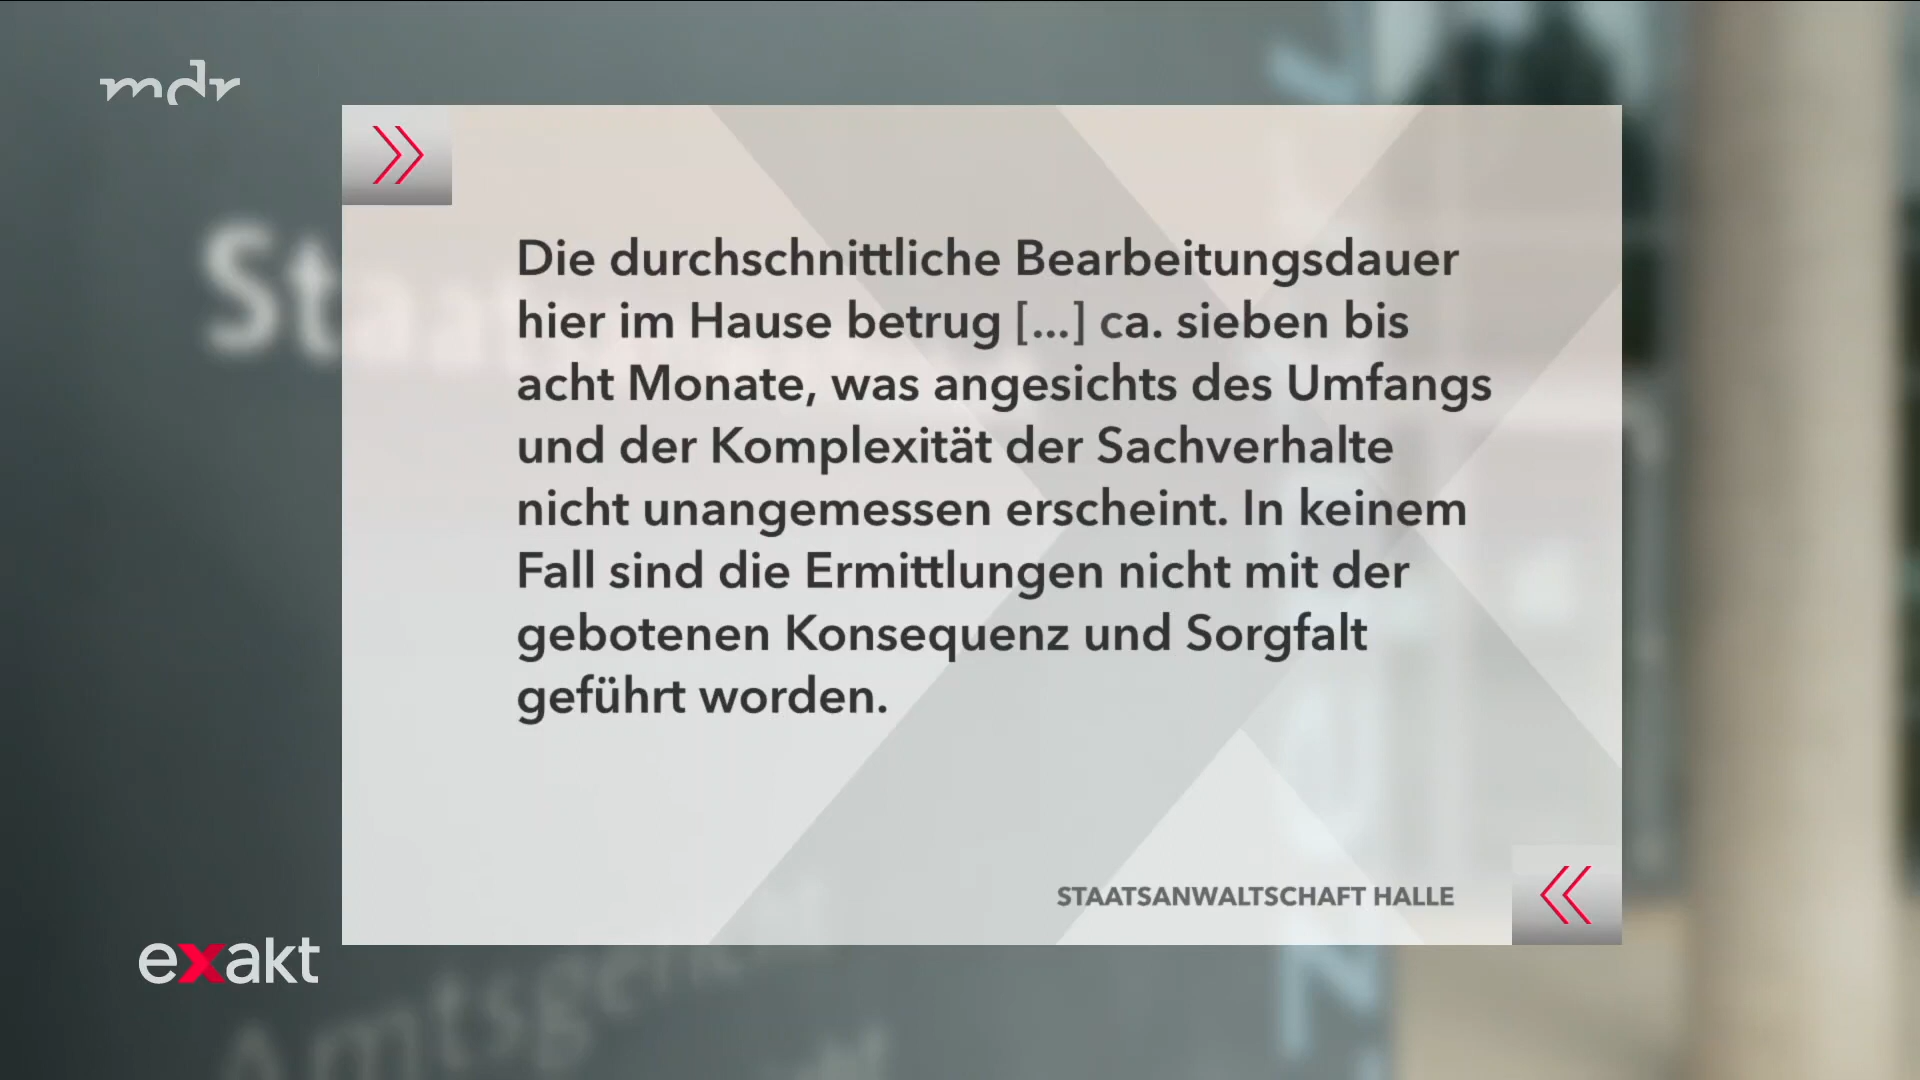 mdr
Die durchschnittliche Bearbeitungsdauer
hier im Hause betrug [...] ca. sieben bis
acht Monate, was angesichts des Umfangs
und der Komplexität der Sachverhalte
nicht unangemessen erscheint. In keinem
Fall sind die Ermittlungen nicht mit der
gebotenen Konsequenz und Sorgfalt
geführt worden.
STAATSANWALTSCHAFT HALLE
exakt
Amtsgericht